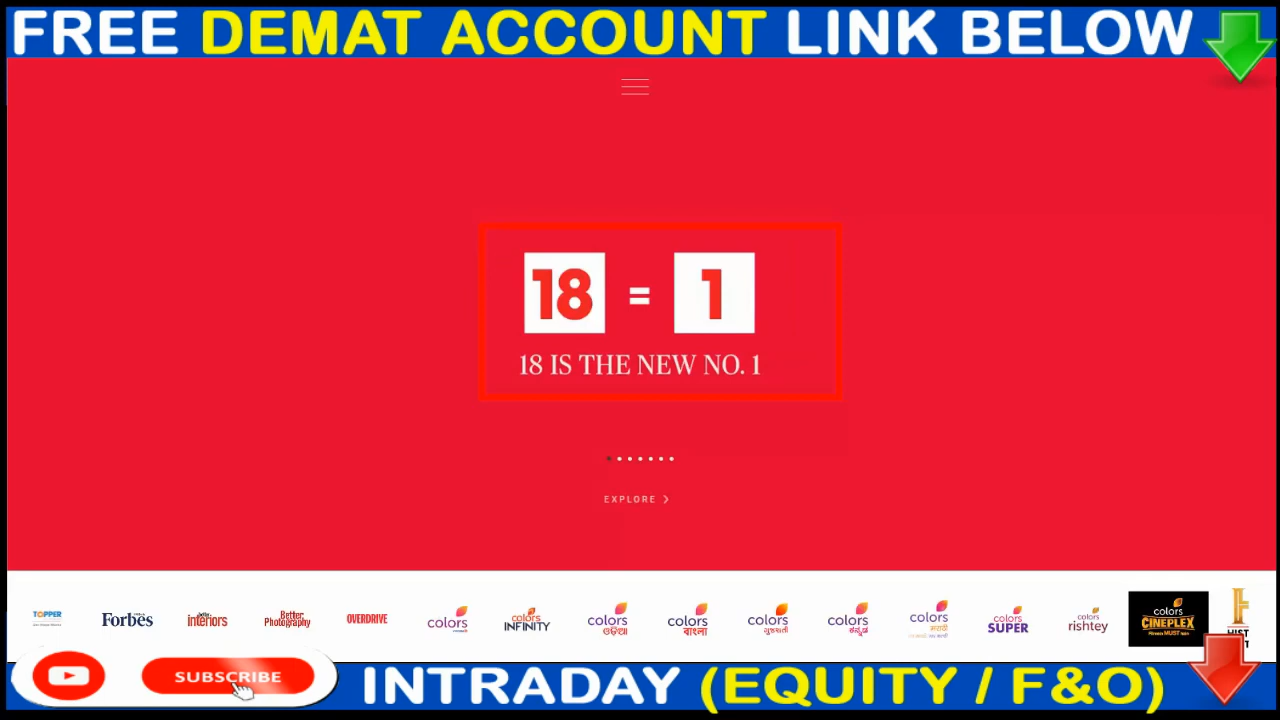 FREE DEMAT ACCOUNT LINK BELOW
18 = 1
18 IS THE NEW NO. 1
EXPLORE >
TOPPER
Forbes
interiors
Better Photography
OVERDRIVE
colors
colors INFINITY
colors ଓଡ଼ିଆ
colors বাংলা
colors ગુજરાતી
colors ಕನ್ನಡ
colors मराठी
colors SUPER
colors rishtey
colors CINEPLEX
SUBSCRIBE
INTRADAY (EQUITY / F&O)